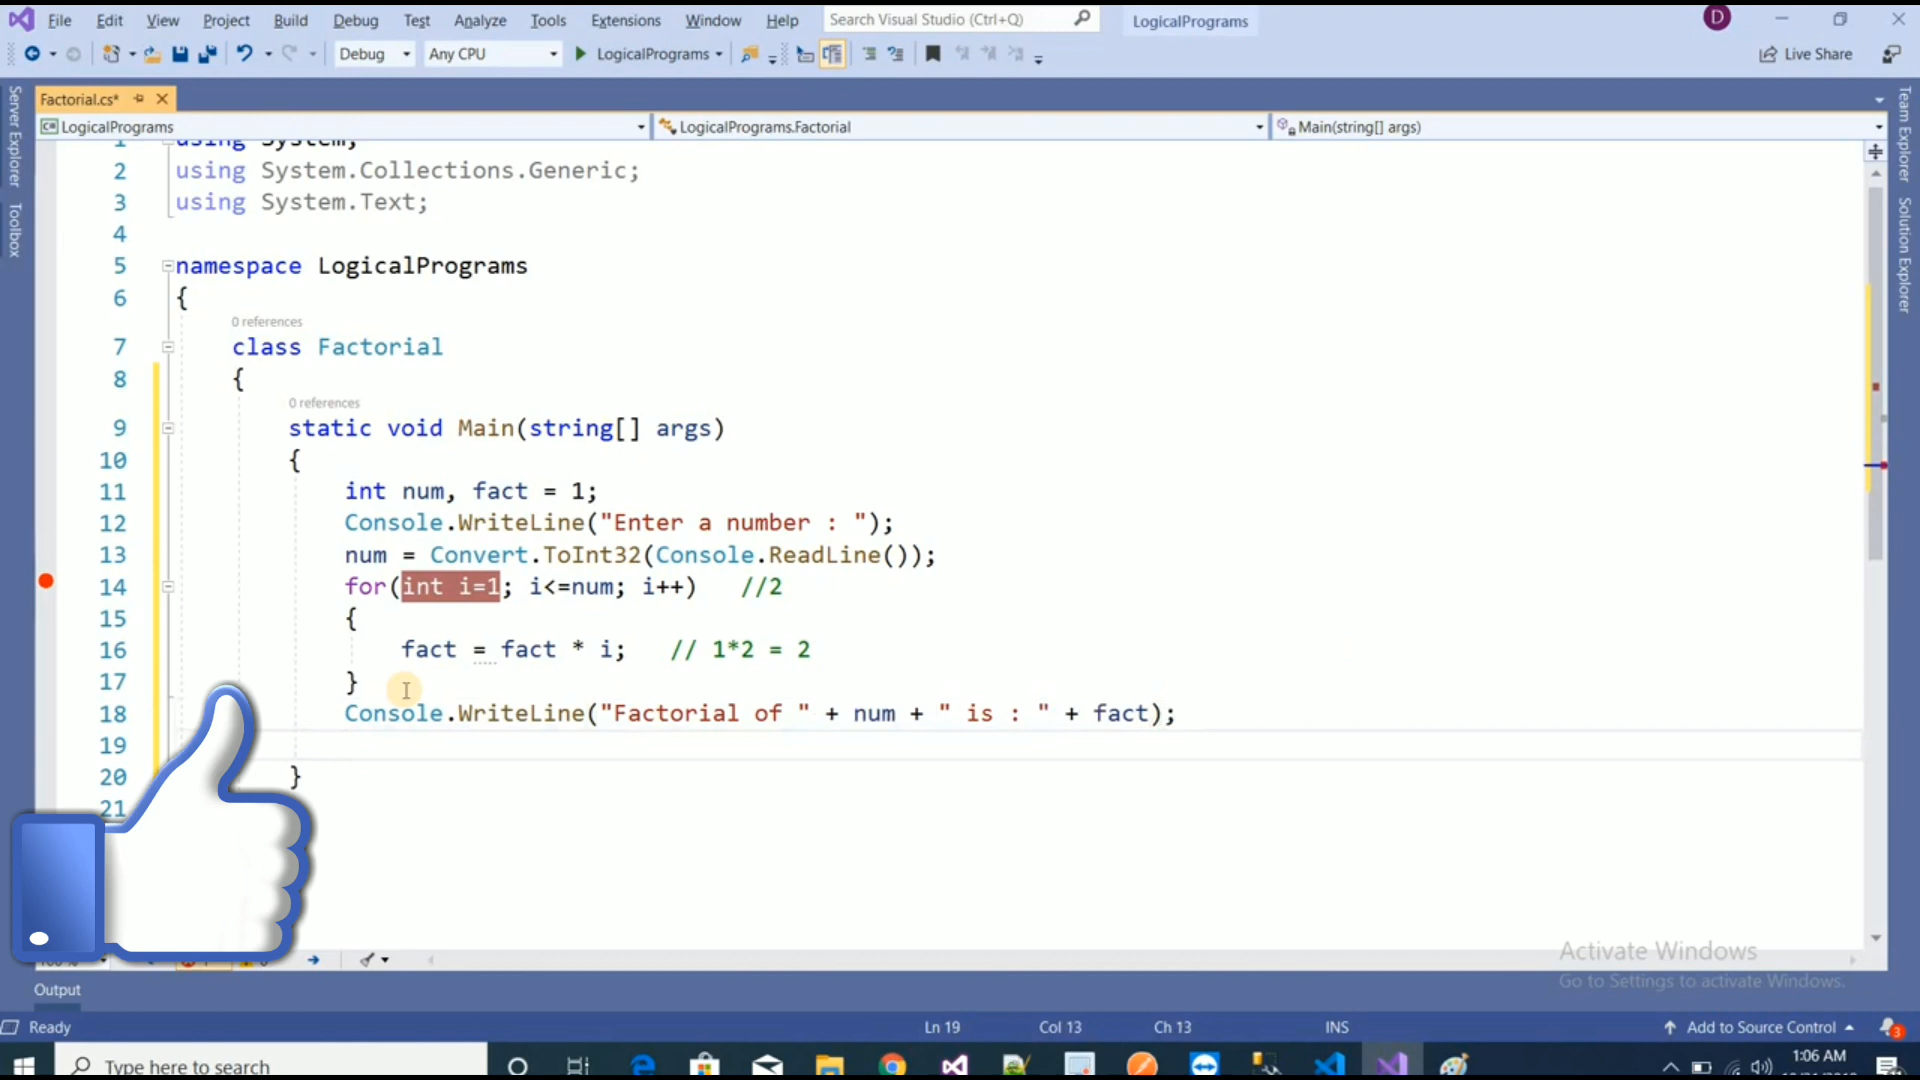 File Edit View Project Build Debug Test Analyze Tools Extensions Window Help Search Visual Studio (Ctrl+Q) LogicalPrograms D
Debug Any CPU LogicalPrograms Live Share
Server Explorer
Toolbox
Factorial.cs*
LogicalPrograms LogicalPrograms.Factorial Main(string[] args)
1 using System;
2 using System.Collections.Generic;
3 using System.Text;
4
5 namespace LogicalPrograms
6 {
0 references
7 class Factorial
8 {
0 references
9 static void Main(string[] args)
10 {
11 int num, fact = 1;
12 Console.WriteLine("Enter a number : ");
13 num = Convert.ToInt32(Console.ReadLine());
14 for(int i=1; i<=num; i++) //2
15 {
16 fact = fact * i; // 1*2 = 2
17 }
18 Console.WriteLine("Factorial of " + num + " is : " + fact);
19
20 }
21
Team Explorer
Solution Explorer
Activate Windows
Go to Settings to activate Windows.
Output
Ready Ln 19 Col 13 Ch 13 INS Add to Source Control 3
Type here to search 1:06 AM